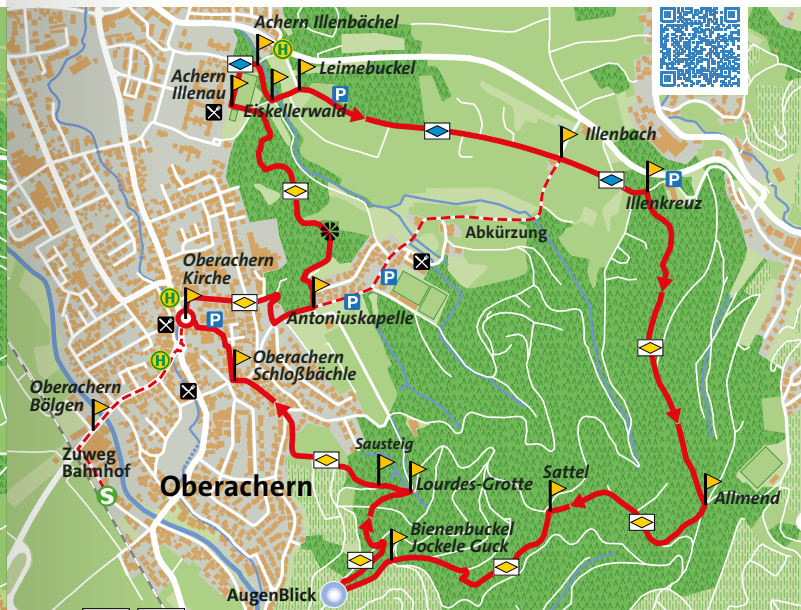 Achern Illenbächel
H
Leimebuckel
Achern
Illenau
Eiskellerwald
P
Illenbach
P
Illenkreuz
Abkürzung
Oberachern
Kirche
H
P
P
Antoniuskapelle
P
H
Oberachern
Schloßbächle
Oberachern
Bölgen
Zuweg
Bahnhof
S
Oberachern
Sausteig
Lourdes-Grotte
Sattel
Allmend
Bienenbuckel
Jockele Guck
AugenBlick